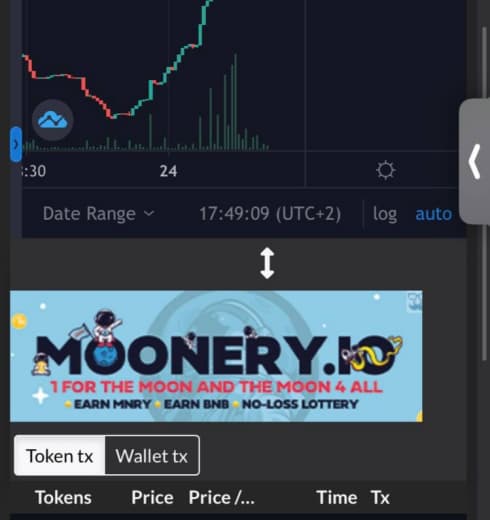 :30
24
Date Range
17:49:09 (UTC+2)
log
auto
MOONERY.IO
1 FOR THE MOON AND THE MOON 4 ALL
EARN MNRY EARN BNB NO-LOSS LOTTERY
Token tx
Wallet tx
Tokens Price Price /... Time Tx